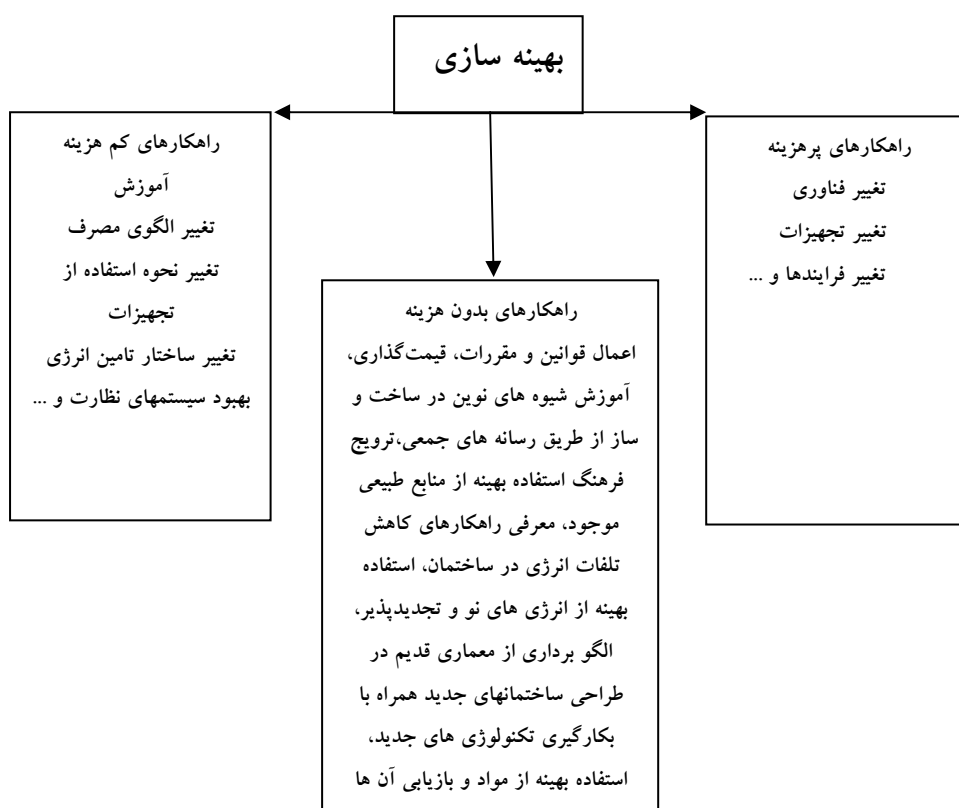 بهینه سازی
راهکارهای پرهزینه
تغییر فناوری
تغییر تجهیزات
تغییر فرایندها و ...
راهکارهای بدون هزینه
اعمال قوانین و مقررات، قیمت‌گذاری،
آموزش شیوه های نوین در ساخت و
ساز از طریق رسانه های جمعی،ترویج
فرهنگ استفاده بهینه از منابع طبیعی
موجود، معرفی راهکارهای کاهش
تلفات انرژی در ساختمان، استفاده
بهینه از انرژی های نو و تجدیدپذیر،
الگو برداری از معماری قدیم در
طراحی ساختمانهای جدید همراه با
بکارگیری تکنولوژی های جدید،
استفاده بهینه از مواد و بازیابی آن ها
راهکارهای کم هزینه
آموزش
تغییر الگوی مصرف
تغییر نحوه استفاده از
تجهیزات
تغییر ساختار تامین انرژی
بهبود سیستمهای نظارت و ...